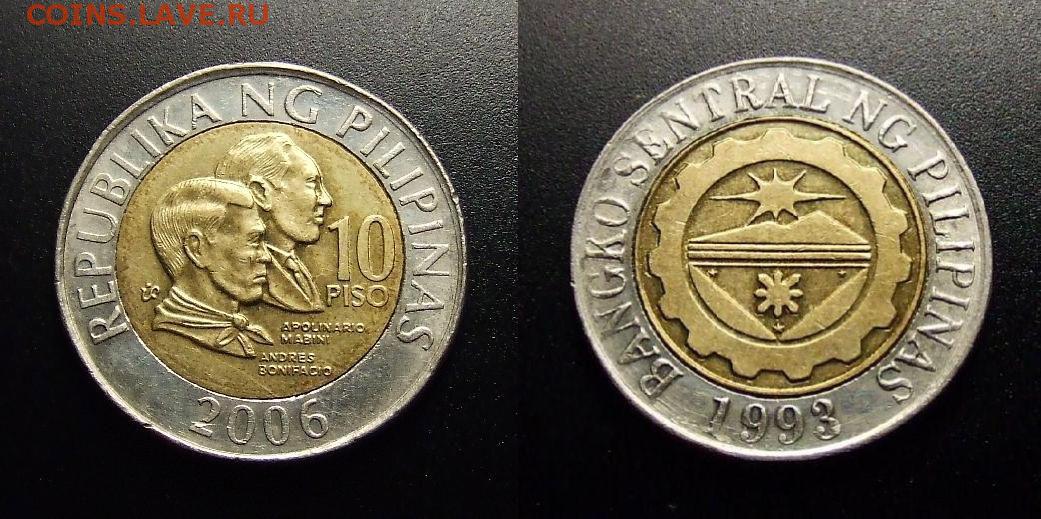 COINS.LAVE.RU
REPUBLIKA NG PILIPINAS
10
PISO
APOLINARIO
MABINI
ANDRES
BONIFACIO
2006
BANGKO SENTRAL NG PILIPINAS
1993